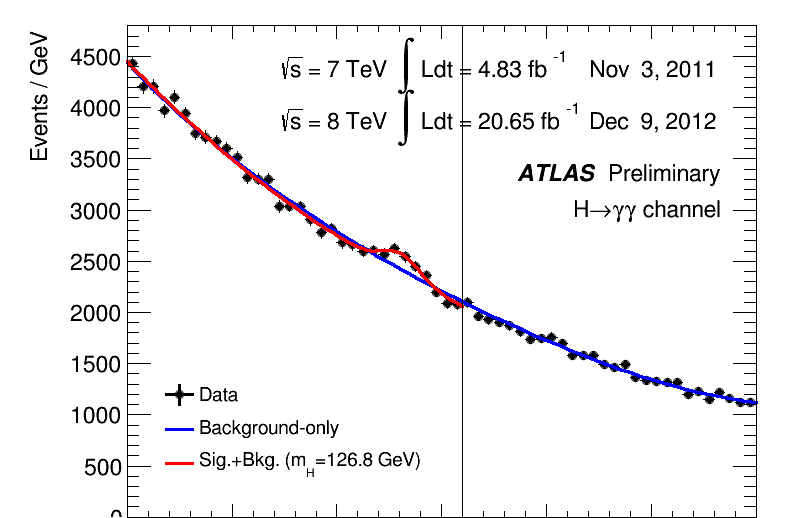 Events / GeV
4500
4000
3500
3000
2500
2000
1500
1000
500
0
√s = 7 TeV ∫ Ldt = 4.83 fb⁻¹ Nov 3, 2011
√s = 8 TeV ∫ Ldt = 20.65 fb⁻¹ Dec 9, 2012
ATLAS Preliminary
H→γγ channel
Data
Background-only
Sig.+Bkg. (m_H=126.8 GeV)